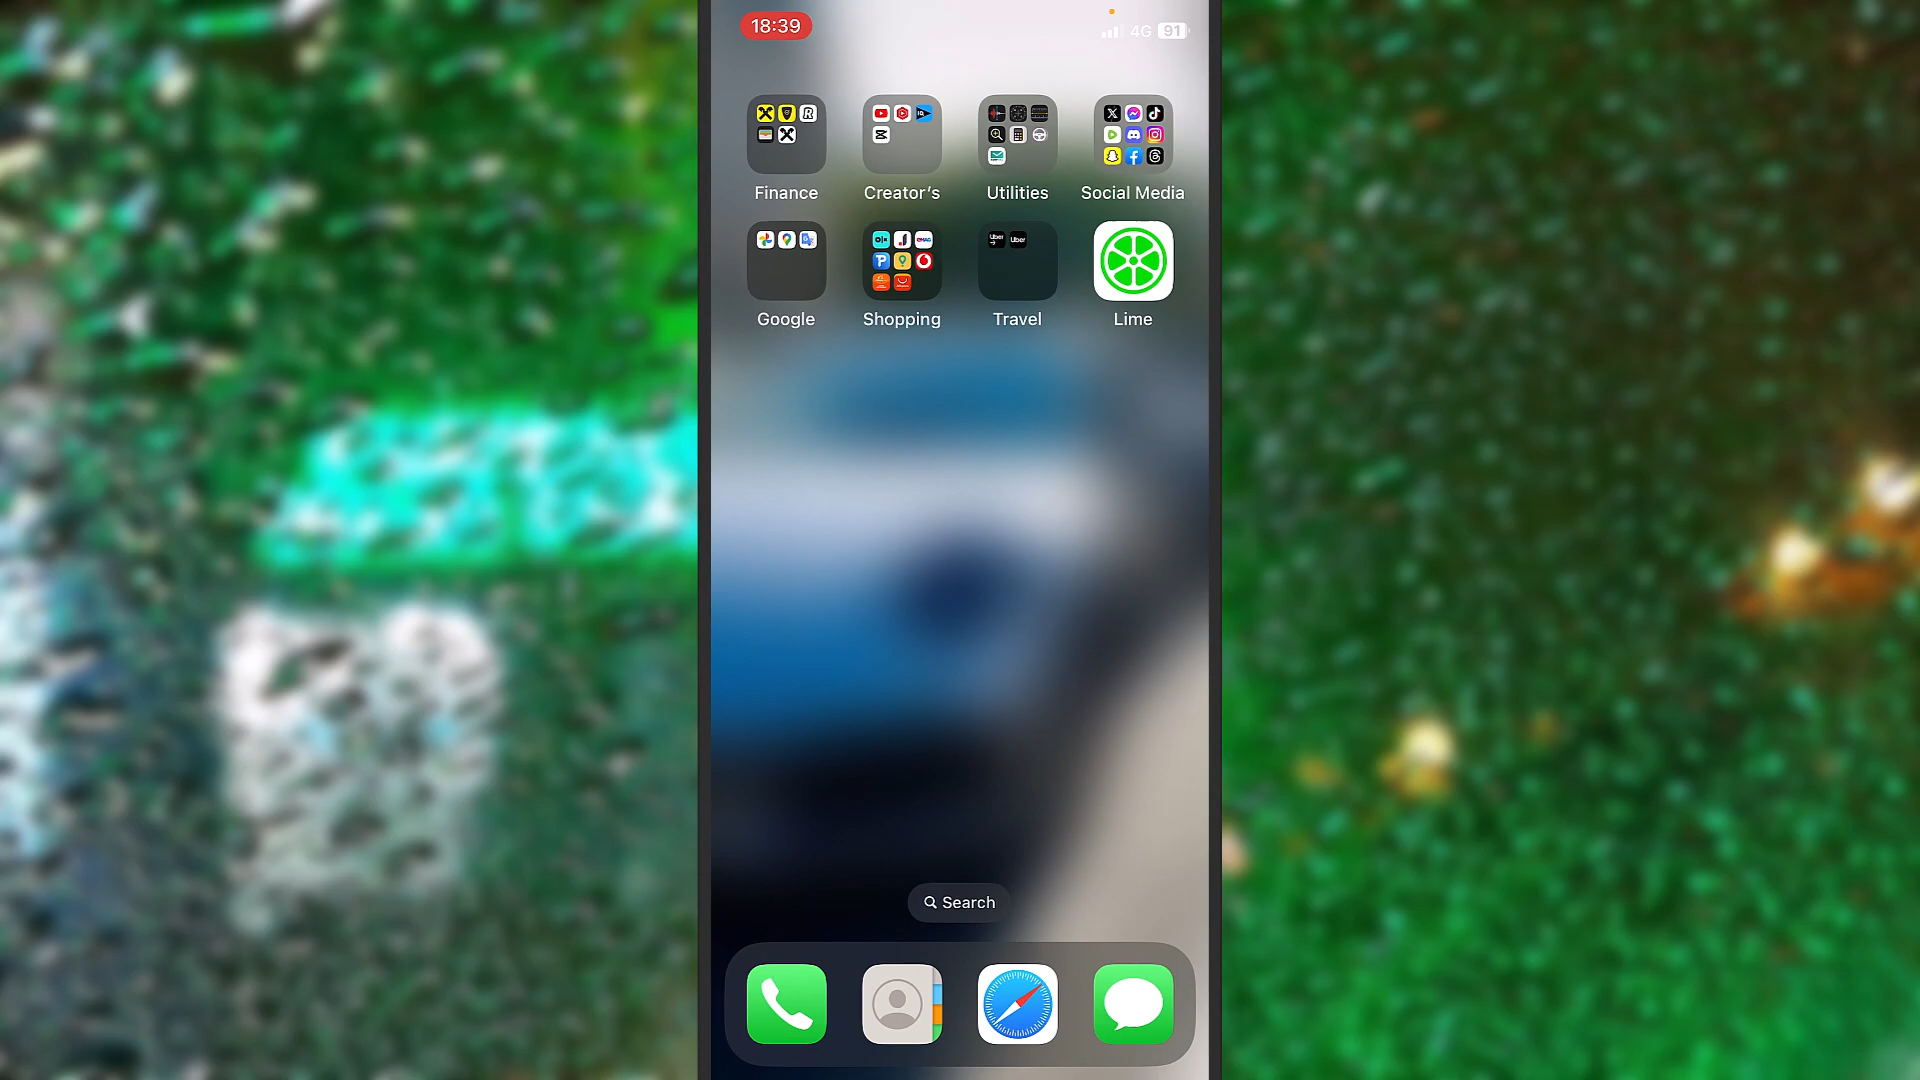 18:39
4G 91
Finance Creator's Utilities Social Media
Google Shopping Travel Lime
Search